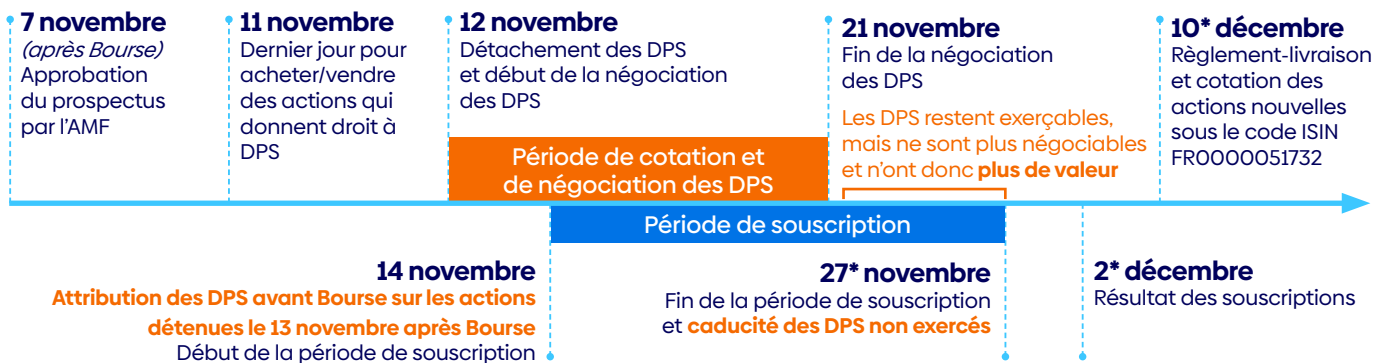 7 novembre
(après Bourse)
Approbation
du prospectus
par l'AMF
11 novembre
Dernier jour pour
acheter/vendre
des actions qui
donnent droit à
DPS
12 novembre
Détachement des DPS
et début de la négociation
des DPS
21 novembre
Fin de la négociation
des DPS
Les DPS restent exerçables,
mais ne sont plus négociables
et n'ont donc plus de valeur
10* décembre
Règlement-livraison
et cotation des
actions nouvelles
sous le code ISIN
FR0000051732
Période de cotation et
de négociation des DPS
Période de souscription
14 novembre
Attribution des DPS avant Bourse sur les actions
détenues le 13 novembre après Bourse
Début de la période de souscription
27* novembre
Fin de la période de souscription
et caducité des DPS non exercés
2* décembre
Résultat des souscriptions